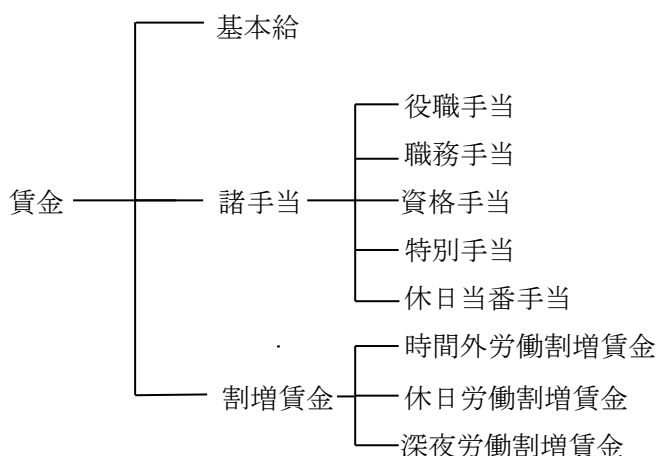 基本給
役職手当
職務手当
賃金
諸手当
資格手当
特別手当
休日当番手当
時間外労働割増賃金
割増賃金
休日労働割増賃金
深夜労働割増賃金